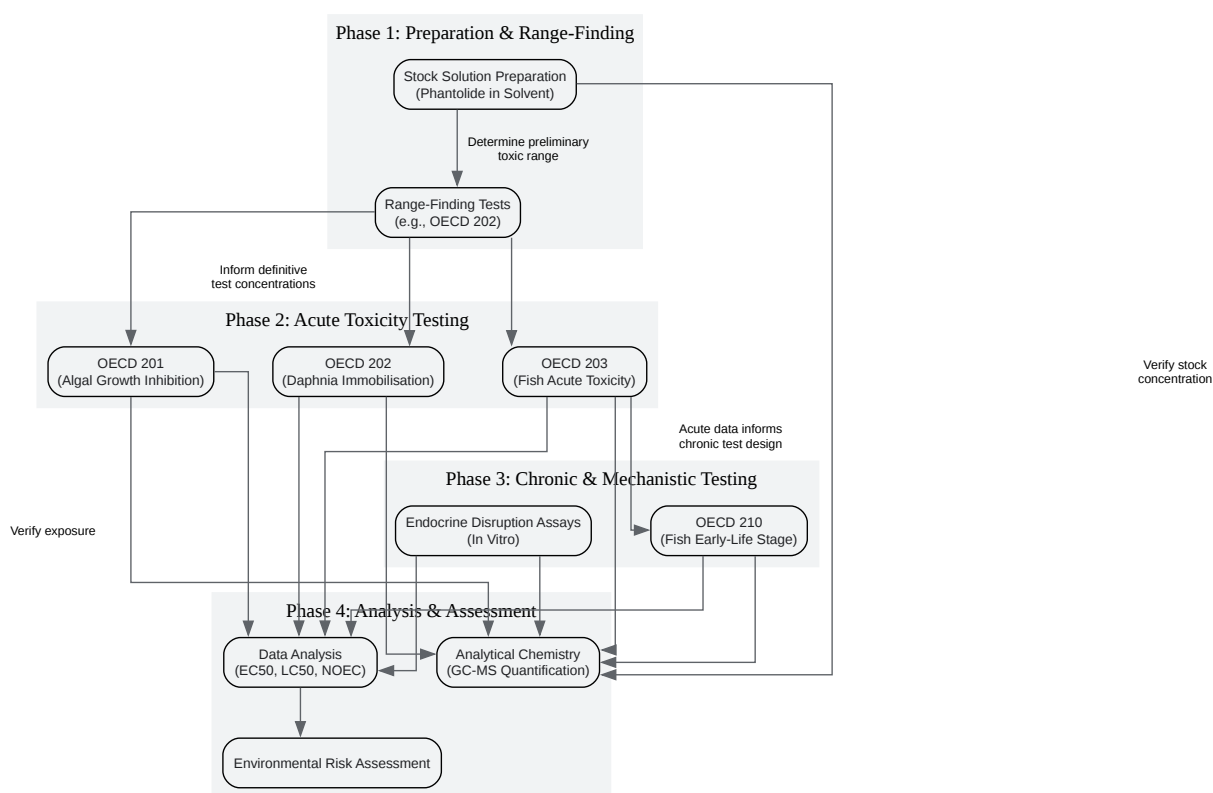 Phase 1: Preparation & Range-Finding
Stock Solution Preparation
(Phantolide in Solvent)
Determine preliminary
toxic range
Range-Finding Tests
(e.g., OECD 202)
Inform definitive
test concentrations
Phase 2: Acute Toxicity Testing
OECD 201
(Algal Growth Inhibition)
OECD 202
(Daphnia Immobilisation)
OECD 203
(Fish Acute Toxicity)
Verify stock
concentration
Acute data informs
chronic test design
Phase 3: Chronic & Mechanistic Testing
Verify exposure
Endocrine Disruption Assays
(In Vitro)
OECD 210
(Fish Early-Life Stage)
Phase 4: Analysis & Assessment
Data Analysis
(EC50, LC50, NOEC)
Analytical Chemistry
(GC-MS Quantification)
Environmental Risk Assessment